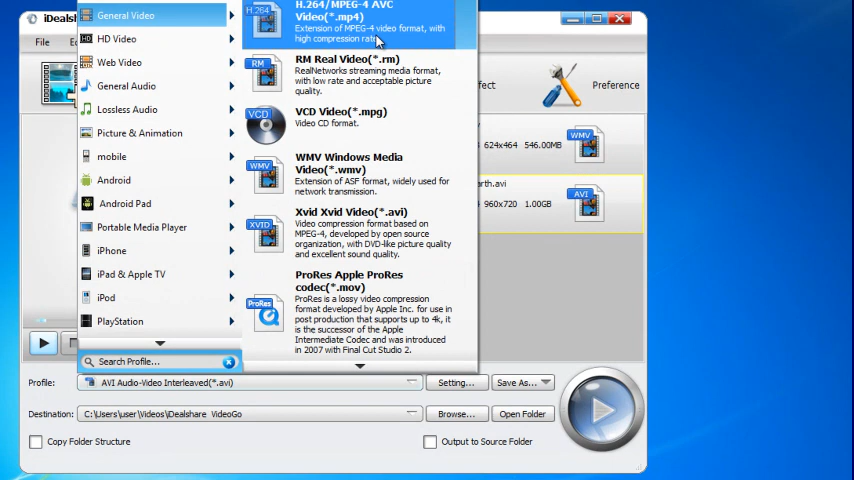 iDealshar
File
General Video
HD Video
Web Video
General Audio
Lossless Audio
Picture & Animation
mobile
Android
Android Pad
Portable Media Player
iPhone
iPad & Apple TV
iPod
PlayStation
Search Profile...
H.264
H.264/MPEG-4 AVC
Video(*.mp4)
Extension of MPEG-4 video format, with
high compression rate.
RM
RM Real Video(*.rm)
RealNetworks streaming media format,
with low rate and acceptable picture
quality.
VCD
VCD Video(*.mpg)
Video CD format.
WMV
WMV Windows Media
Video(*.wmv)
Extension of ASF format, widely used for
network transmission.
XVID
Xvid Xvid Video(*.avi)
Video compression format based on
MPEG-4, developed by open source
organization, with DVD-like picture quality
and excellent sound quality.
ProRes
ProRes Apple ProRes
codec(*.mov)
ProRes is a lossy video compression
format developed by Apple Inc. for use in
post production that supports up to 4k, it
is the successor of the Apple
Intermediate Codec and was introduced
in 2007 with Final Cut Studio 2.
fect
Preference
624x464 546.00MB
WMV
arth.avi
960x720 1.00GB
AVI
Profile:
AVI Audio-Video Interleaved(*.avi)
Setting...
Save As...
Destination:
C:\Users\user\Videos\iDealshare VideoGo
Browse...
Open Folder
Copy Folder Structure
Output to Source Folder